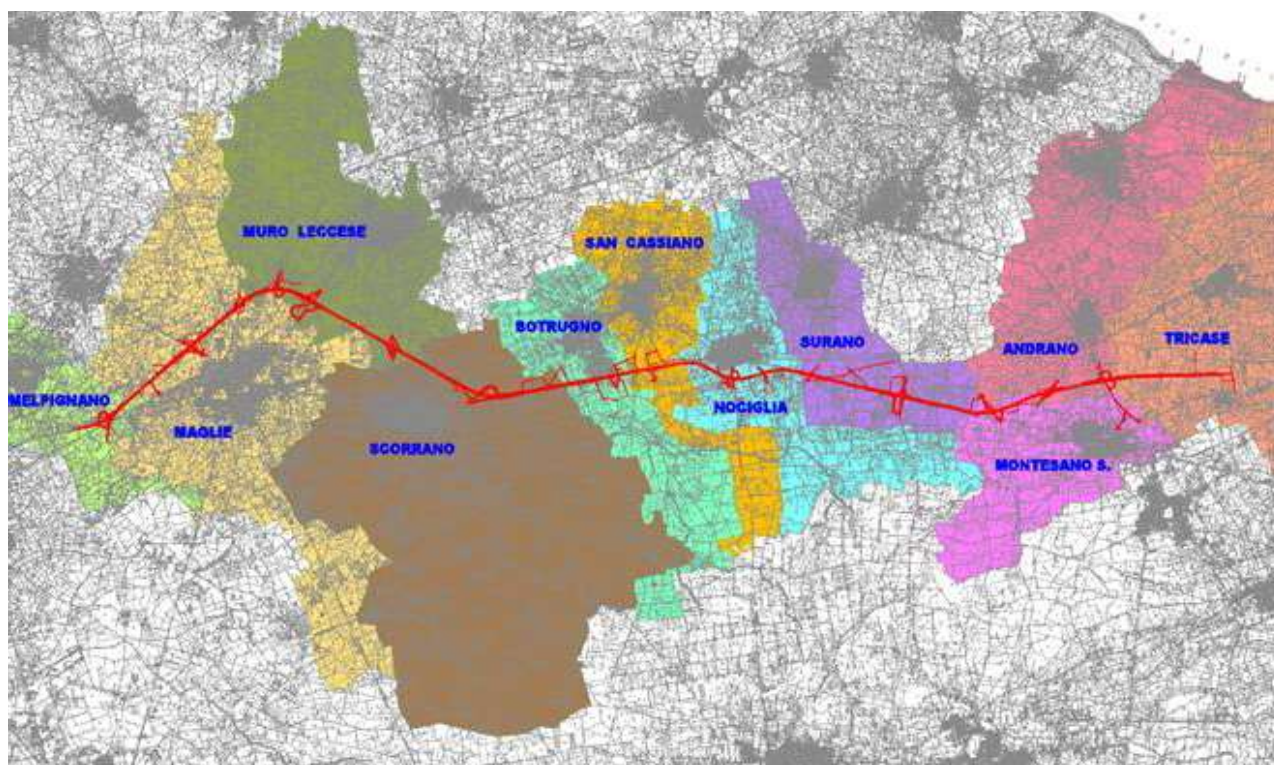 MURO LECCESE
SAN CASSIANO
BOTRUGNO
SURANO
ANDRANO
TRICASE
MELPIGNANO
MAGLIE
NOCIGLIA
SCORRANO
MONTESANO S.